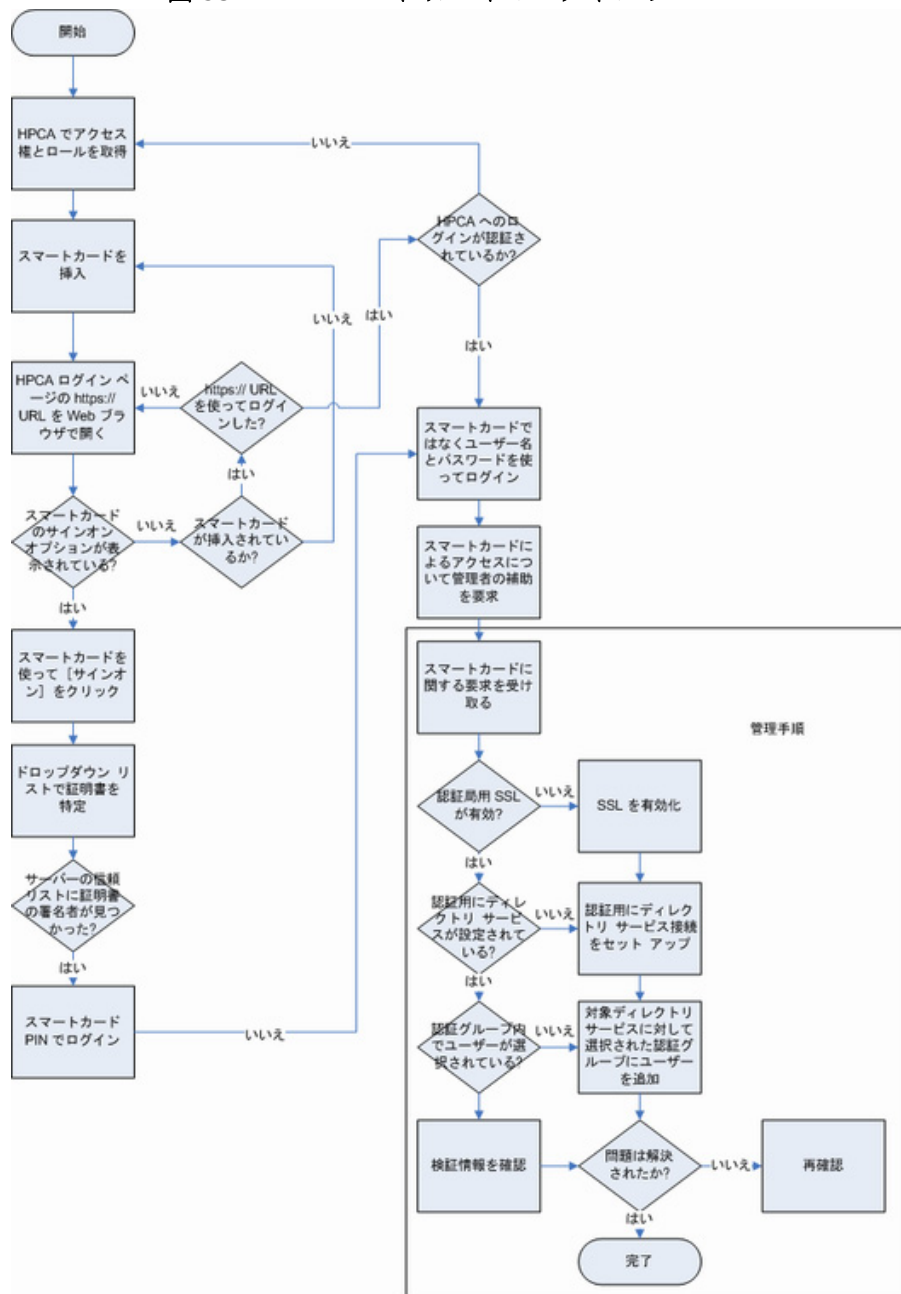 開始
HPCA でアクセス
権とロールを取得
いいえ
HPCA へのロ
グインが認証さ
れているか?
スマートカードを
挿入
いいえ
はい
はい
HPCA ログイン ペ
ージの https://
URL を Web ブラ
ウザで開く
いいえ
https:// URL
を使ってログイ
ンした?
スマートカードで
はなくユーザー名
とパスワードを使
ってログイン
はい
スマートカード
のサインオン
オプションが表
示されている?
いいえ
スマートカード
が挿入されてい
るか?
スマートカードに
よるアクセスにつ
いて管理者の補助
を要求
はい
スマートカードを
使って［サインオ
ン］をクリック
スマートカードに
関する要求を受け
取る
管理手順
ドロップダウン リ
ストで証明書を
特定
認証局用 SSL
が有効?
いいえ
SSL を有効化
はい
サーバーの信頼
リストに証明書
の署名者が見つ
かった?
認証用にディレ
クトリ サービ
スが設定されて
いる?
いいえ
認証用にディレク
トリ サービス接続
をセット アップ
はい
はい
スマートカード
PIN でログイン
いいえ
認証グループ内
でユーザーが選
択されている?
いいえ
対象ディレクトリ
サービスに対して
選択された認証グ
ループにユーザー
を追加
検証情報を確認
問題は解決
されたか?
いいえ
再確認
はい
完了